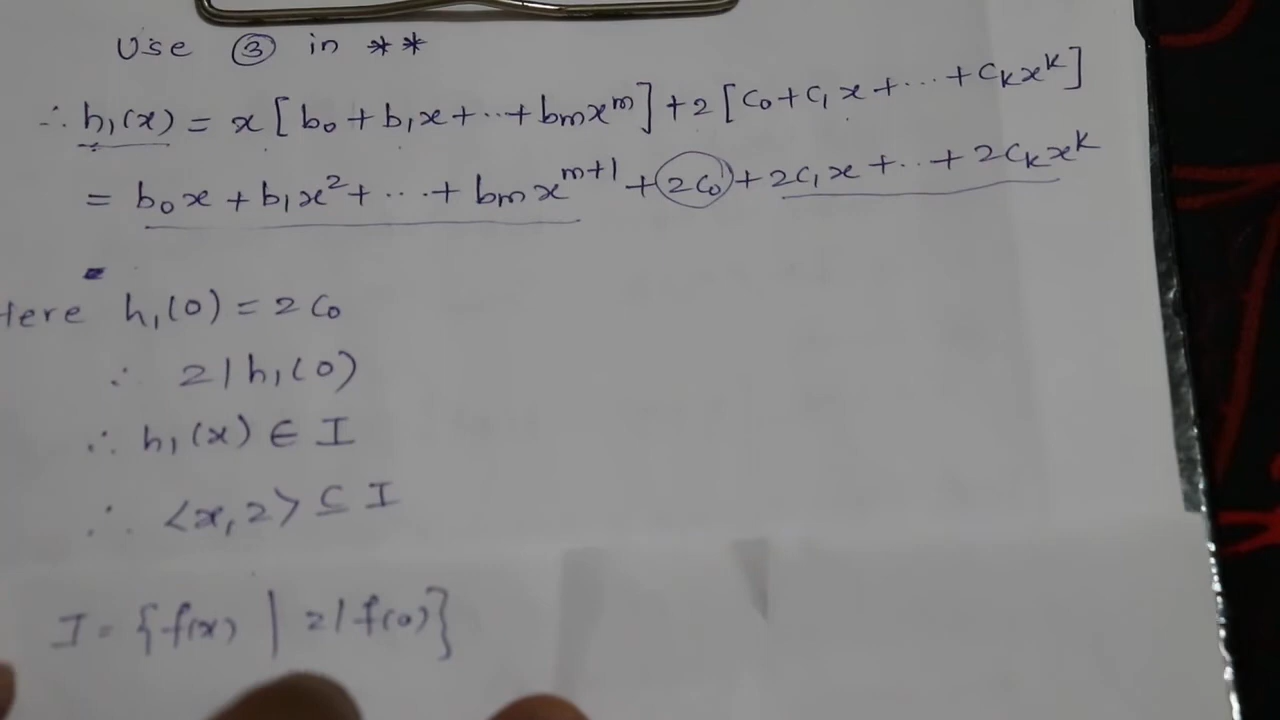 Use ③ in **
∴ h₁(x) = x [ b₀ + b₁x + ··· + bₘxᵐ ] + 2 [ c₀ + c₁x + ··· + cₖxᵏ ]
= b₀x + b₁x² + ··· + bₘxᵐ⁺¹ + 2c₀ + 2c₁x + ··· + 2cₖxᵏ
Here h₁(0) = 2c₀
∴ 2 | h₁(0)
∴ h₁(x) ∈ I
∴ <x, 2> ⊆ I
I = {f(x) | 2 | f(0)}